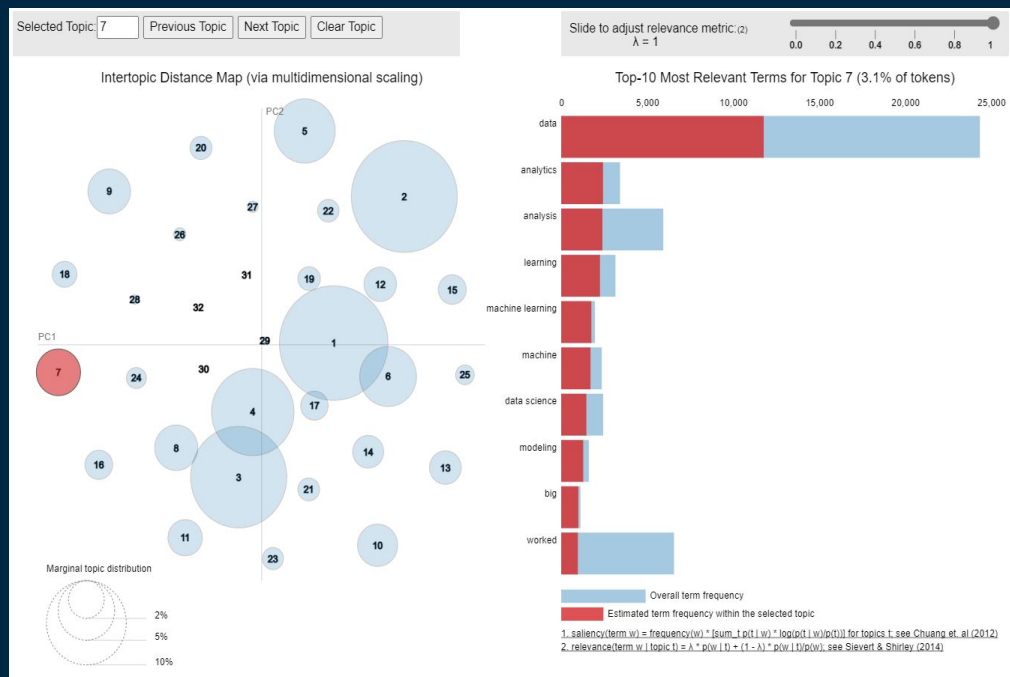 Selected Topic: 7 Previous Topic Next Topic Clear Topic
Slide to adjust relevance metric:(2)
λ = 1
0.0 0.2 0.4 0.6 0.8 1
Intertopic Distance Map (via multidimensional scaling)
PC2
5
20
9
2
27
22
26
31
18
19
12
15
28
32
PC1
29
1
30
7
24
6
25
4
17
8
14
16
13
3
21
11
10
23
Marginal topic distribution
2%
5%
10%
Top-10 Most Relevant Terms for Topic 7 (3.1% of tokens)
0 5,000 10,000 15,000 20,000 25,000
data
analytics
analysis
learning
machine learning
machine
data science
modeling
big
worked
Overall term frequency
Estimated term frequency within the selected topic
1. saliency(term w) = frequency(w) * [sum_t p(t | w) * log(p(t | w)/p(t))] for topics t; see Chuang et. al (2012)
2. relevance(term w | topic t) = λ * p(w | t) + (1 - λ) * p(w | t)/p(w); see Sievert & Shirley (2014)